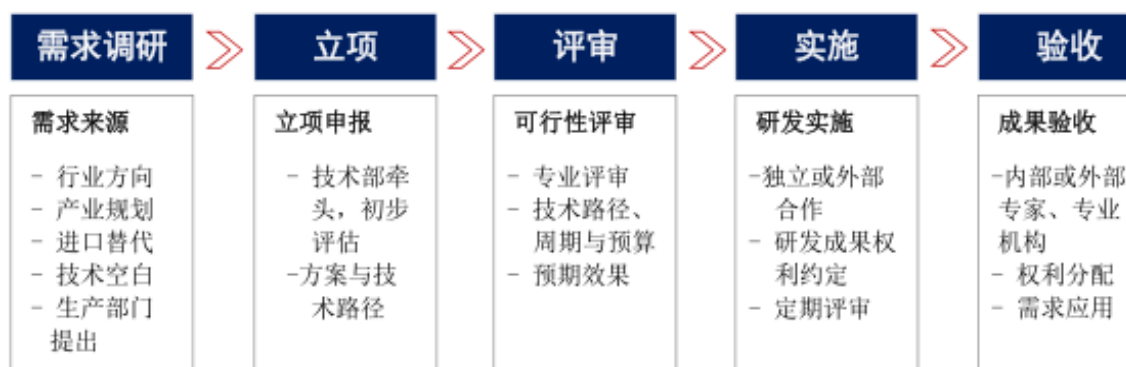 需求调研
立项
评审
实施
验收
需求来源
- 行业方向
- 产业规划
- 进口替代
- 技术空白
- 生产部门
提出
立项申报
- 技术部牵
头，初步
评估
-方案与技
术路径
可行性评审
- 专业评审
- 技术路径、
周期与预算
- 预期效果
研发实施
-独立或外部
合作
- 研发成果权
利约定
- 定期评审
成果验收
-内部或外部
专家、专业
机构
- 权利分配
- 需求应用